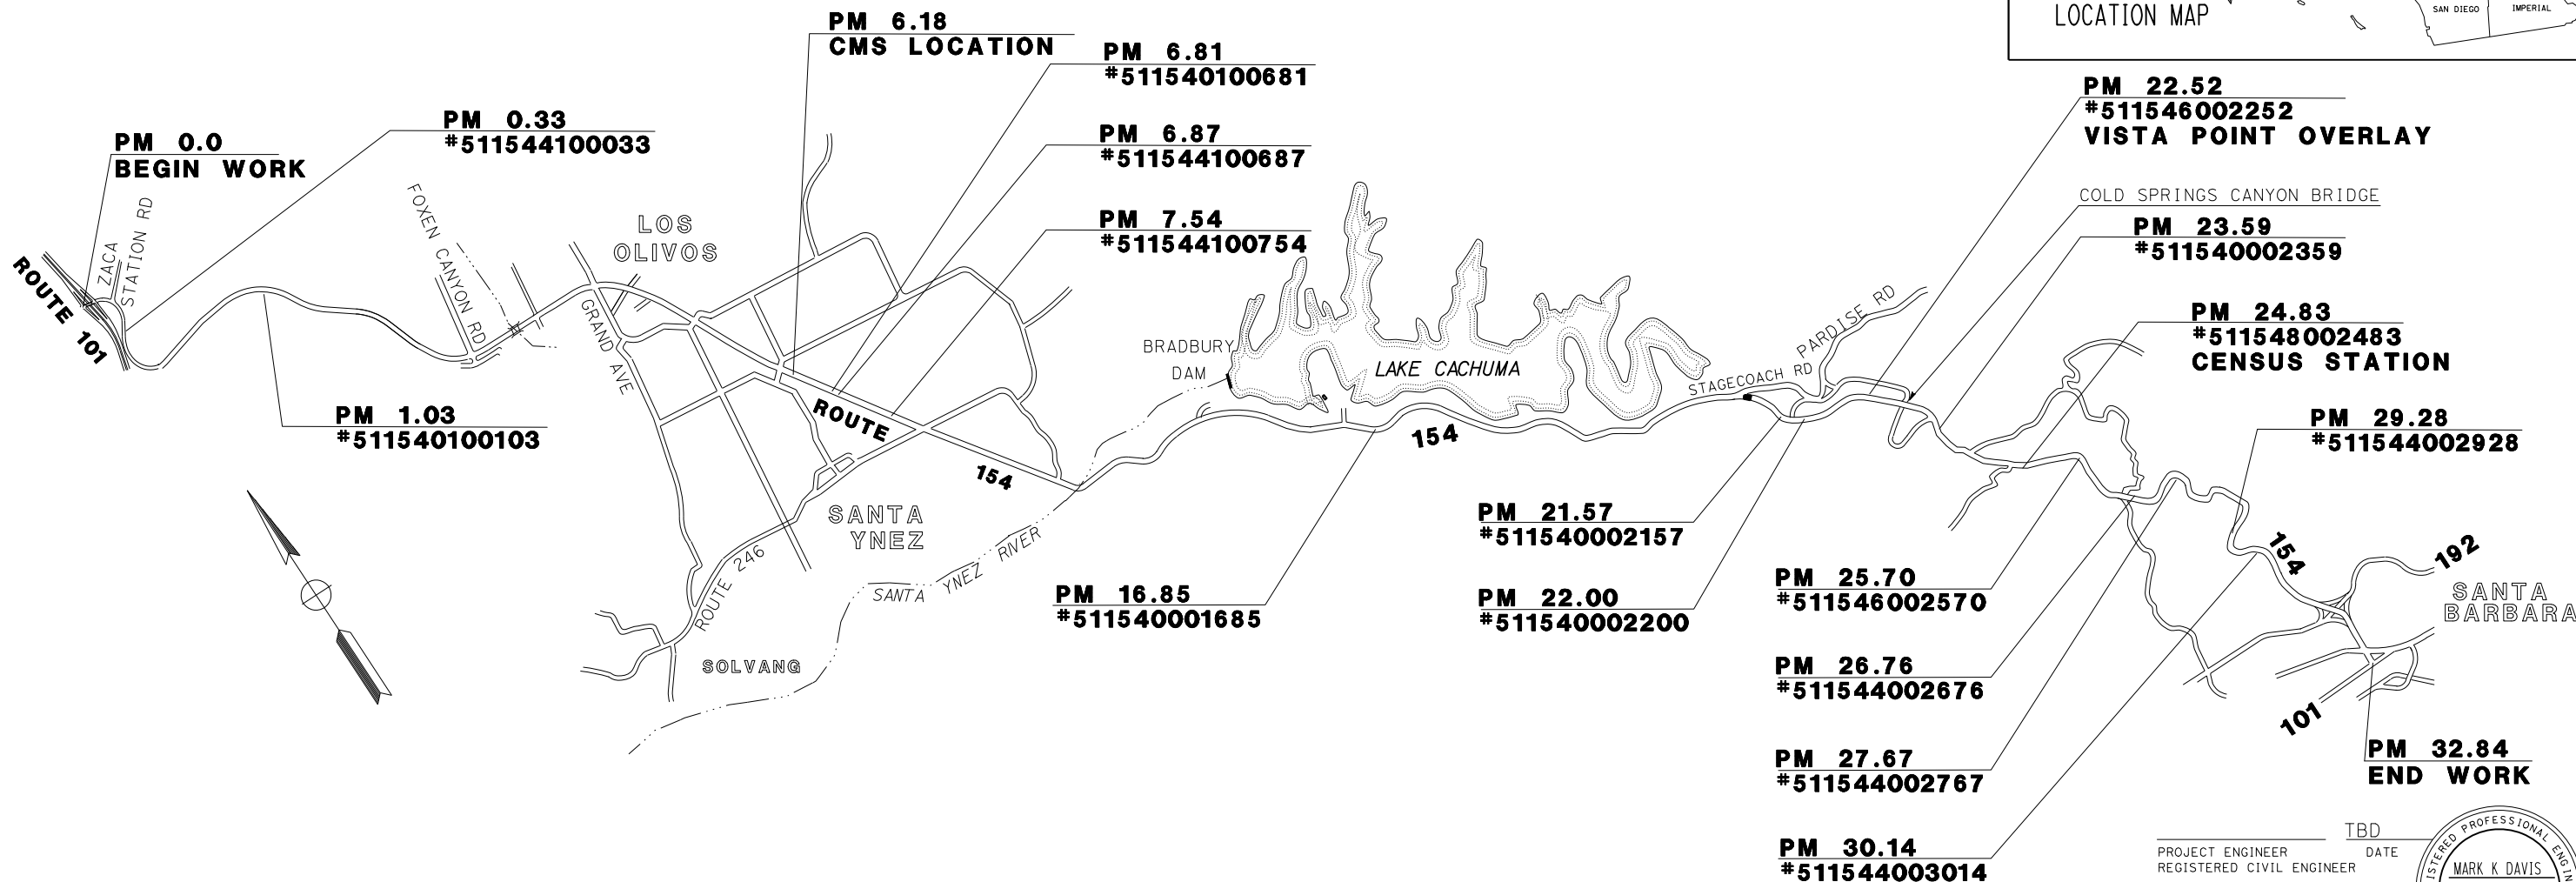 LOCATION MAP
SAN DIEGO
IMPERIAL
PM 6.18
CMS LOCATION
PM 6.81
#511540100681
PM 22.52
#511546002252
VISTA POINT OVERLAY
PM 0.33
#511544100033
PM 0.0
BEGIN WORK
PM 6.87
#511544100687
COLD SPRINGS CANYON BRIDGE
PM 7.54
#511544100754
PM 23.59
#511540002359
ZACA
STATION RD
FOXEN CANYON RD
LOS
OLIVOS
ROUTE 101
GRAND AVE
PARDISE RD
PM 24.83
#511548002483
CENSUS STATION
BRADBURY
DAM
LAKE CACHUMA
STAGECOACH RD
PM 1.03
#511540100103
ROUTE
154
154
PM 29.28
#511544002928
SANTA
YNEZ
PM 21.57
#511540002157
ROUTE 246
SANTA YNEZ RIVER
PM 16.85
#511540001685
PM 22.00
#511540002200
PM 25.70
#511546002570
154
192
SANTA
BARBARA
SOLVANG
PM 26.76
#511544002676
101
PM 27.67
#511544002767
PM 32.84
END WORK
PM 30.14
#511544003014
TBD
PROJECT ENGINEER
DATE
REGISTERED CIVIL ENGINEER
ISTERED PROFESSIONAL ENGIN
MARK K DAVIS